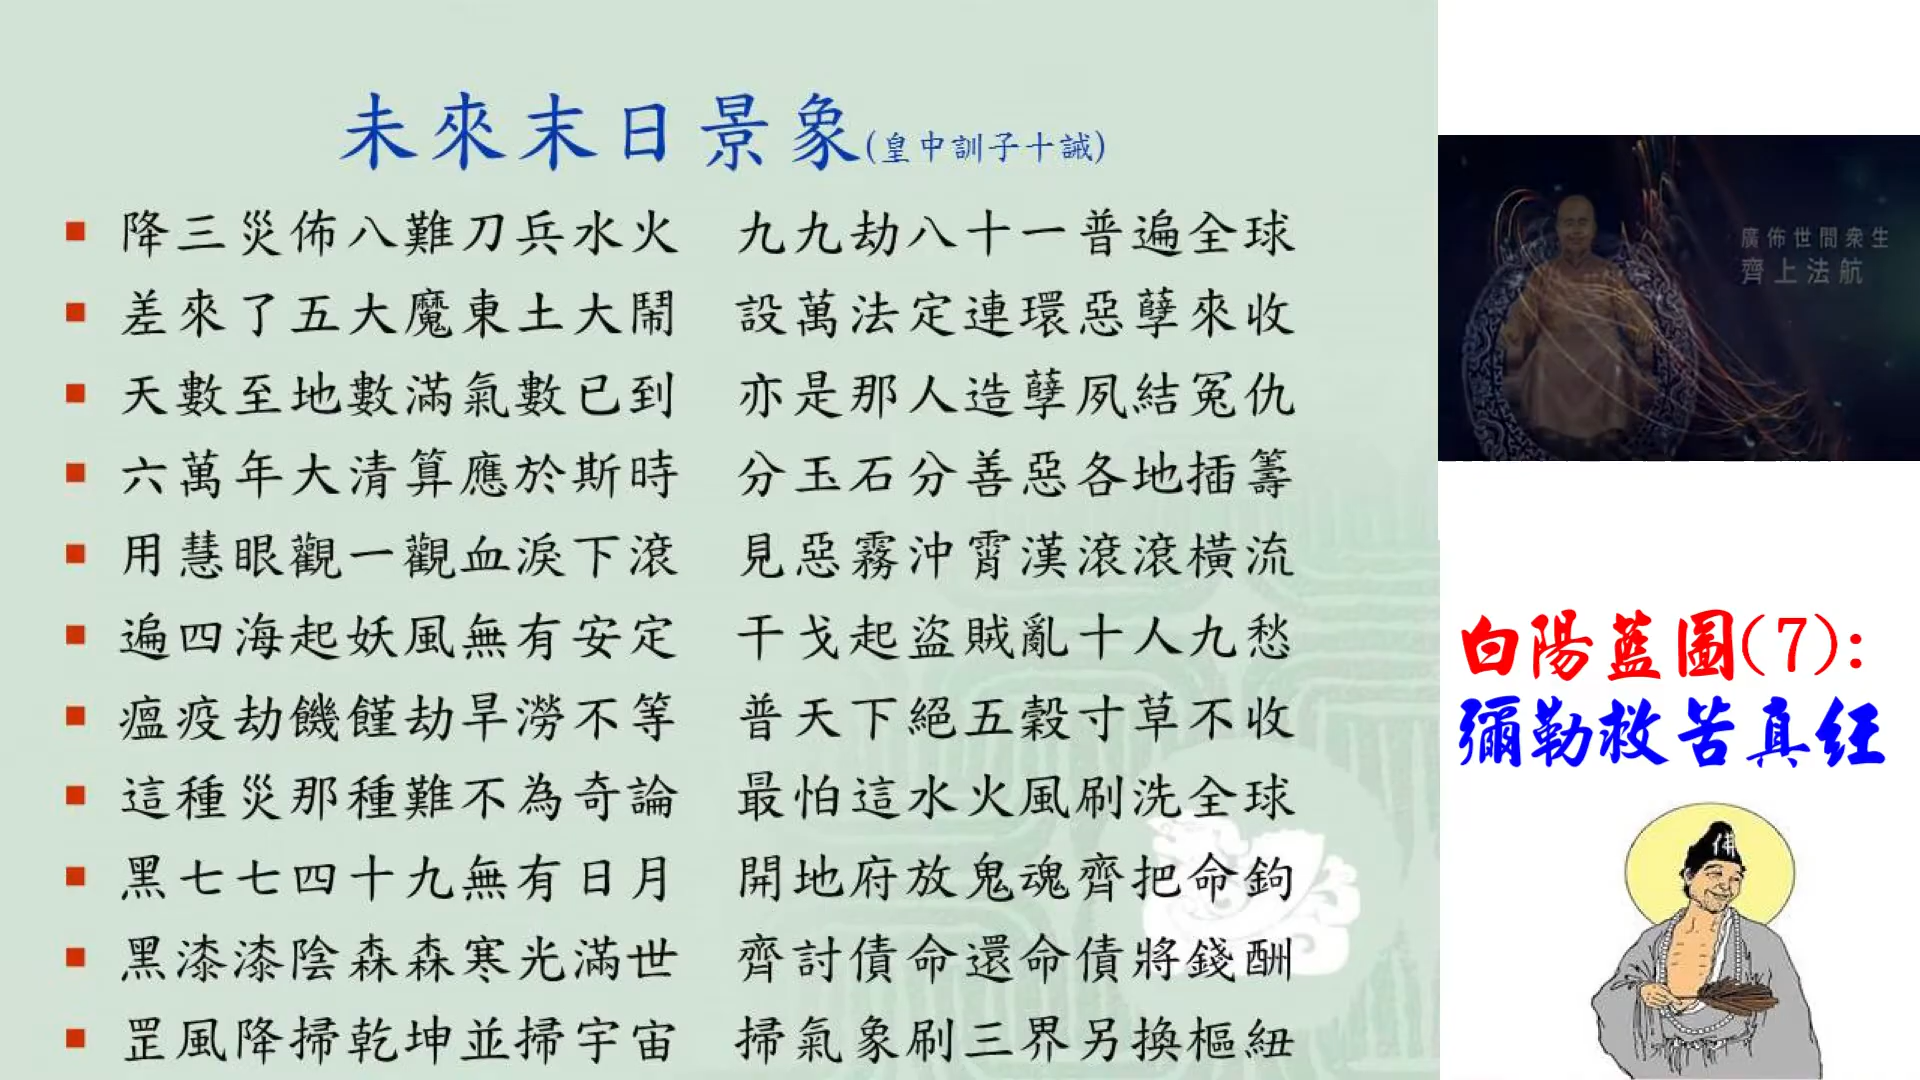 未來末日景象(皇中訓子十誡)
降三災佈八難刀兵水火 九九劫八十一普遍全球
差來了五大魔東土大鬧 設萬法定連環惡孽來收
天數至地數滿氣數已到 亦是那人造孽夙結冤仇
六萬年大清算應於斯時 分玉石分善惡各地插籌
用慧眼觀一觀血淚下滾 見惡霧沖霄漢滾滾橫流
遍四海起妖風無有安定 干戈起盜賊亂十人九愁
瘟疫劫饑饉劫旱澇不等 普天下絕五穀寸草不收
這種災那種難不為奇論 最怕這水火風刷洗全球
黑七七四十九無有日月 開地府放鬼魂齊把命鉤
黑漆漆陰森森寒光滿世 齊討債命還命債將錢酬
罡風降掃乾坤並掃宇宙 掃氣象刷三界另換樞紐
廣佈世間眾生
齊上法航
白陽藍圖(7):
彌勒救苦真經
佛